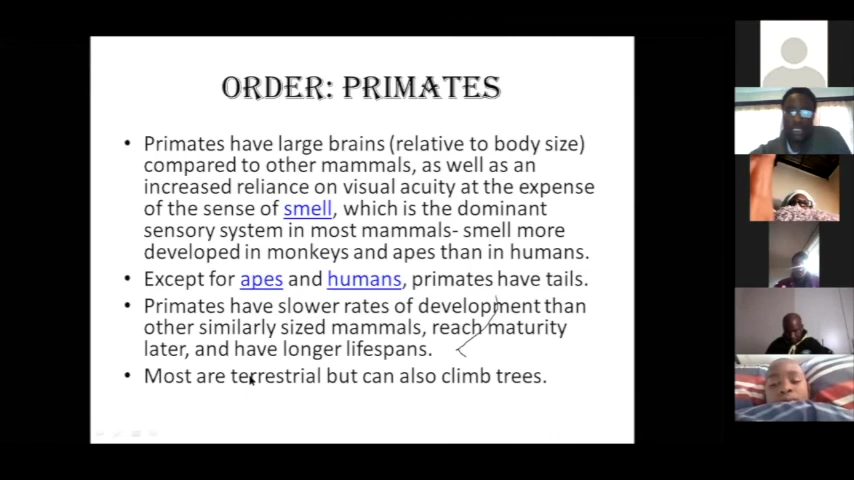 ORDER: PRIMATES
• Primates have large brains (relative to body size)
compared to other mammals, as well as an
increased reliance on visual acuity at the expense
of the sense of smell, which is the dominant
sensory system in most mammals- smell more
developed in monkeys and apes than in humans.
• Except for apes and humans, primates have tails.
• Primates have slower rates of development than
other similarly sized mammals, reach maturity
later, and have longer lifespans.
• Most are terrestrial but can also climb trees.